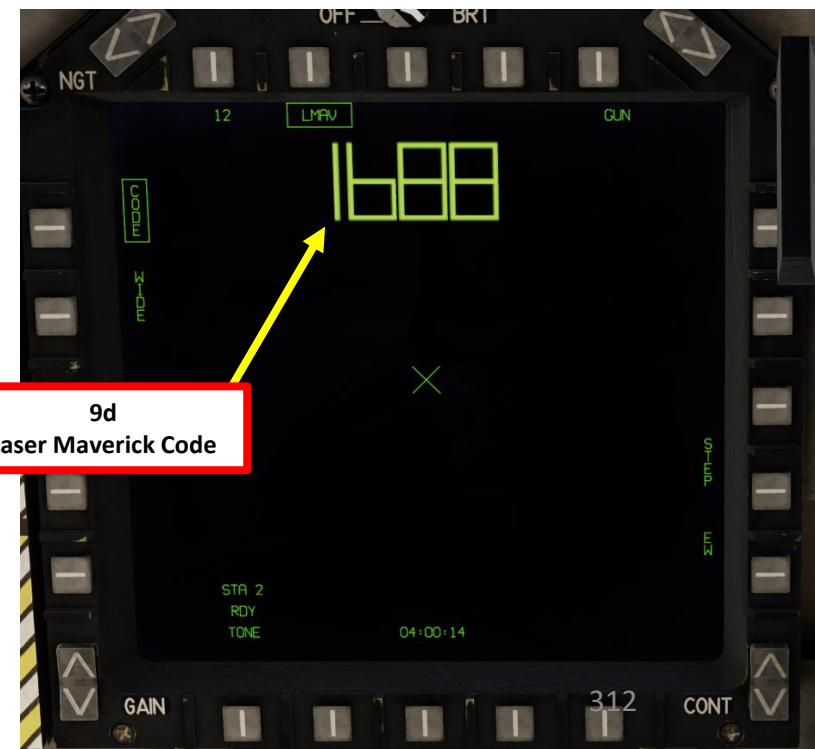 OFF BRT
NGT
12 LMAV GUN
1688
CODE
WIDE
9d
aser Maverick Code
STEP
EW
STA 2
RDY
TONE 04:00:14
312
GAIN CONT